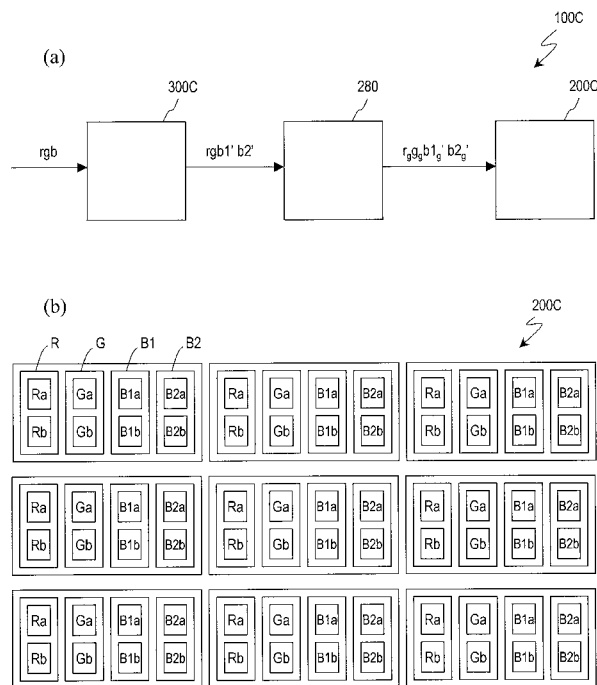 100C
(a)
300C 280 200C
rgb rgb1' b2' rgggb1g' b2g'
(b)
200C
R G B1 B2
Ra Ga B1a B2a Ra Ga B1a B2a Ra Ga B1a B2a
Rb Gb B1b B2b Rb Gb B1b B2b Rb Gb B1b B2b
Ra Ga B1a B2a Ra Ga B1a B2a Ra Ga B1a B2a
Rb Gb B1b B2b Rb Gb B1b B2b Rb Gb B1b B2b
Ra Ga B1a B2a Ra Ga B1a B2a Ra Ga B1a B2a
Rb Gb B1b B2b Rb Gb B1b B2b Rb Gb B1b B2b